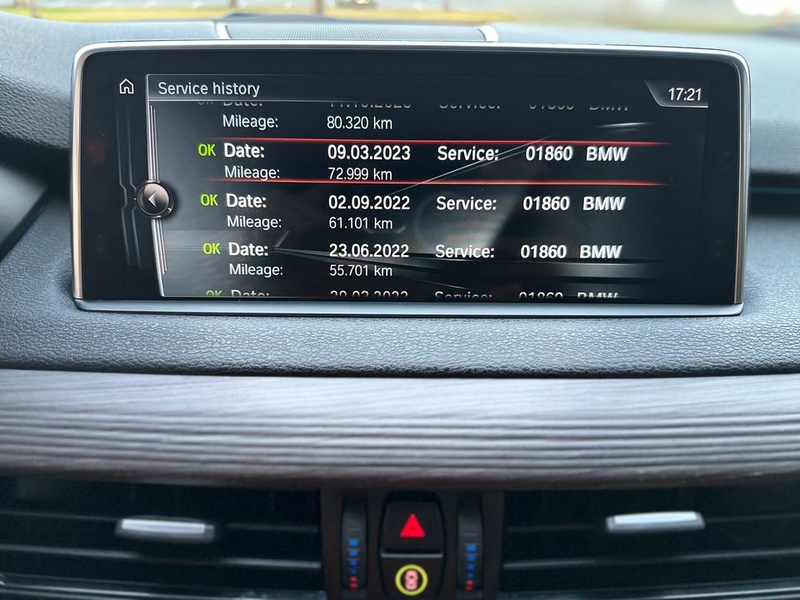 Service history 17:21
Mileage: 80.320 km
OK Date: 09.03.2023 Service: 01860 BMW
Mileage: 72.999 km
OK Date: 02.09.2022 Service: 01860 BMW
Mileage: 61.101 km
OK Date: 23.06.2022 Service: 01860 BMW
Mileage: 55.701 km